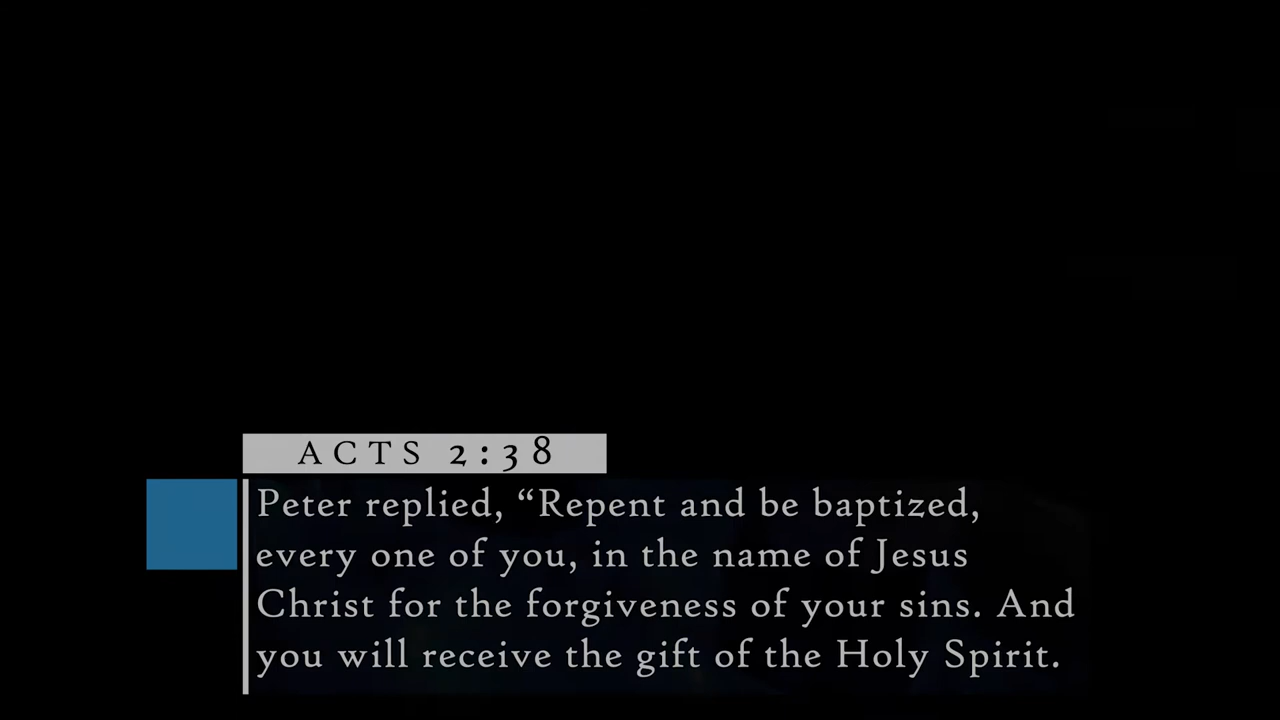 ACTS 2:38
Peter replied, “Repent and be baptized,
every one of you, in the name of Jesus
Christ for the forgiveness of your sins. And
you will receive the gift of the Holy Spirit.